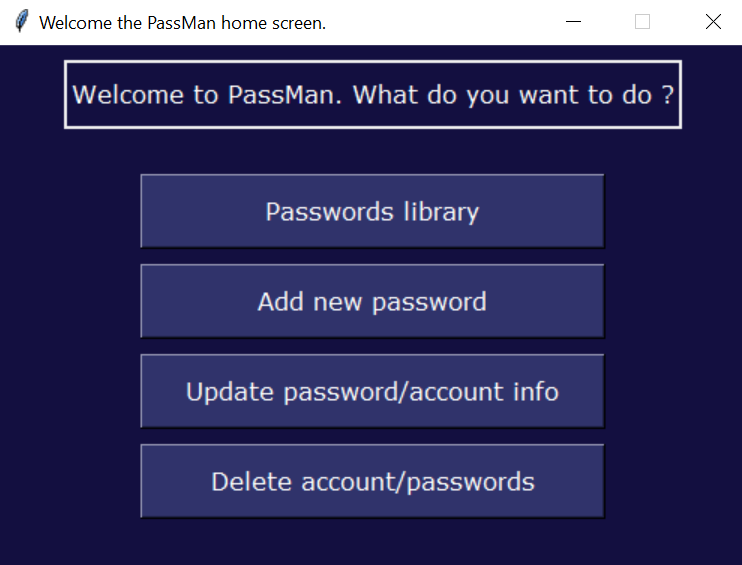 Welcome the PassMan home screen.
Welcome to PassMan. What do you want to do ?
Passwords library
Add new password
Update password/account info
Delete account/passwords